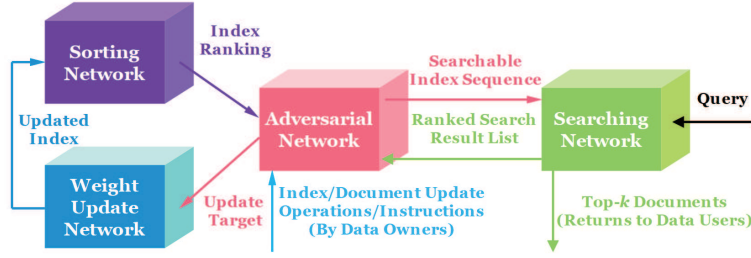 Sorting
Network
Index
Ranking
Updated
Index
Adversarial
Network
Searchable
Index Sequence
Ranked Search
Result List
Searching
Network
Query
Weight
Update
Network
Update
Target
Index/Document Update
Operations/Instructions
(By Data Owners)
Top-k Documents
(Returns to Data Users)